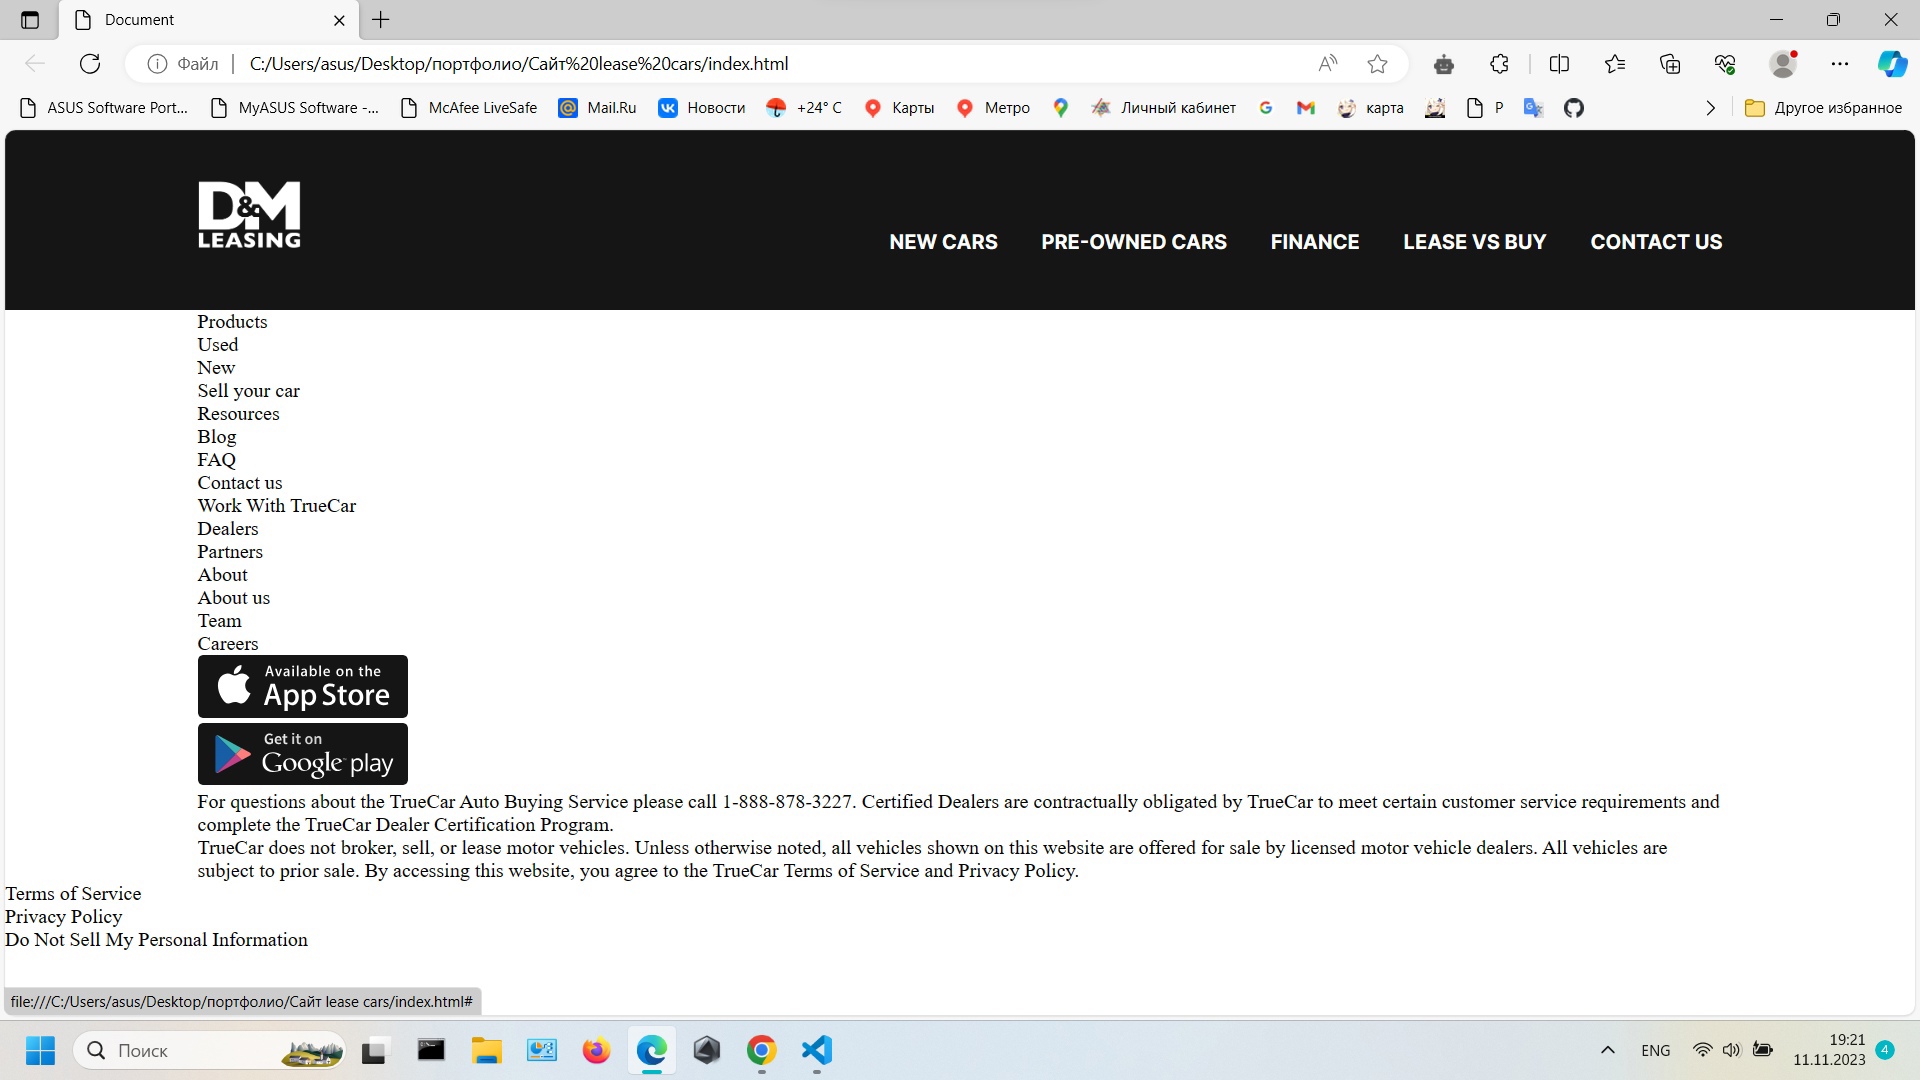 Document
Файл
C:/Users/asus/Desktop/портфолио/Сайт%20lease%20cars/index.html
ASUS Software Port...
MyASUS Software -...
McAfee LiveSafe
Mail.Ru
Новости
+24° C
Карты
Метро
Личный кабинет
карта
P
Другое избранное
D&M
LEASING
NEW CARS
PRE-OWNED CARS
FINANCE
LEASE VS BUY
CONTACT US
Products
Used
New
Sell your car
Resources
Blog
FAQ
Contact us
Work With TrueCar
Dealers
Partners
About
About us
Team
Careers
Available on the
App Store
Get it on
Google play
For questions about the TrueCar Auto Buying Service please call 1-888-878-3227. Certified Dealers are contractually obligated by TrueCar to meet certain customer service requirements and
complete the TrueCar Dealer Certification Program.
TrueCar does not broker, sell, or lease motor vehicles. Unless otherwise noted, all vehicles shown on this website are offered for sale by licensed motor vehicle dealers. All vehicles are
subject to prior sale. By accessing this website, you agree to the TrueCar Terms of Service and Privacy Policy.
Terms of Service
Privacy Policy
Do Not Sell My Personal Information
file:///C:/Users/asus/Desktop/портфолио/Сайт lease cars/index.html#
Поиск
ENG
19:21
11.11.2023
4